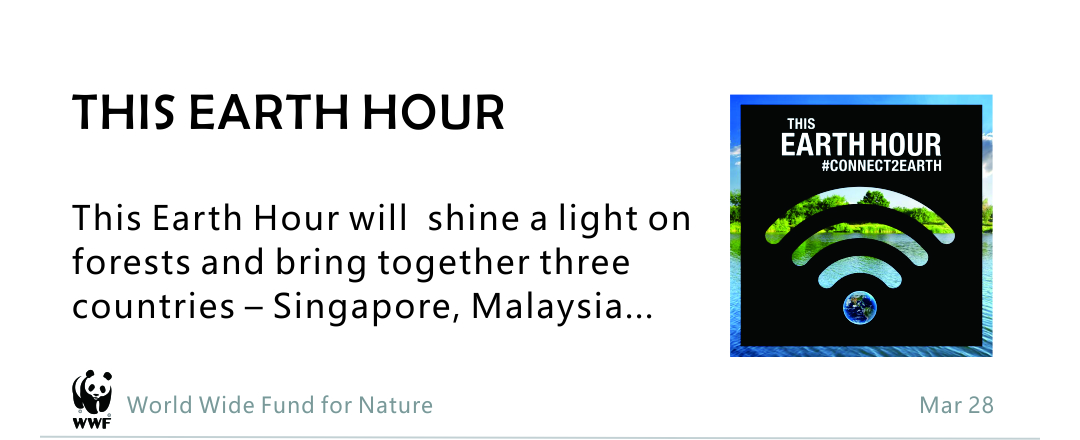 THIS EARTH HOUR
This Earth Hour will shine a light on
forests and bring together three
countries – Singapore, Malaysia...
THIS
EARTH HOUR
#CONNECT2EARTH
WWF
World Wide Fund for Nature
Mar 28